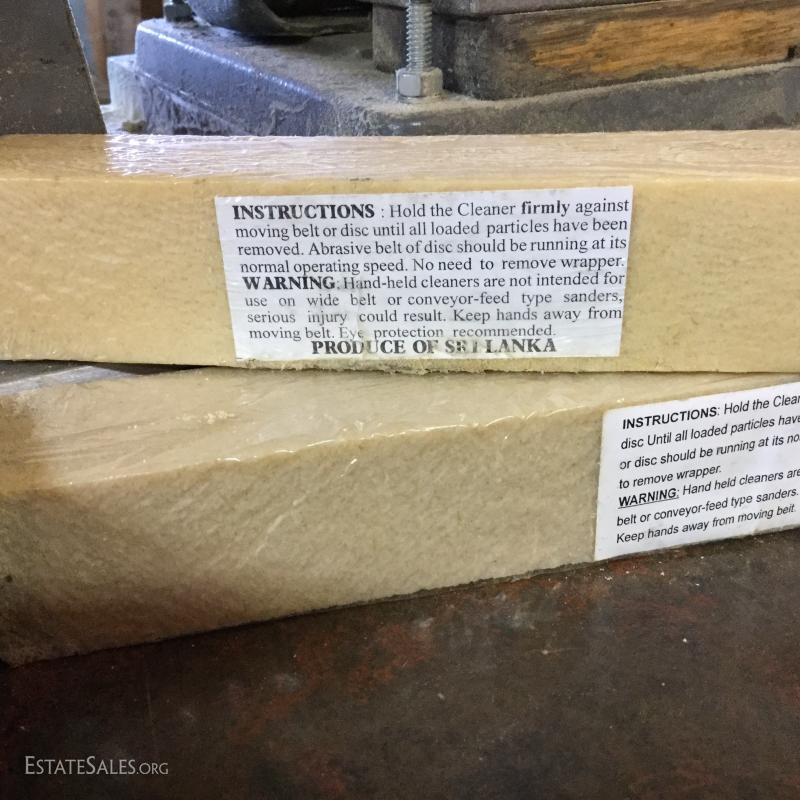 INSTRUCTIONS : Hold the Cleaner firmly against
moving belt or disc until all loaded particles have been
removed. Abrasive belt of disc should be running at its
normal operating speed. No need to remove wrapper.
WARNING: Hand-held cleaners are not intended for
use on wide belt or conveyor-feed type sanders,
serious injury could result. Keep hands away from
moving belt. Eye protection recommended.
PRODUCE OF SRI LANKA
INSTRUCTIONS: Hold the Clea
disc Until all loaded particles hav
or disc should be running at its no
to remove wrapper.
WARNING: Hand held cleaners are
belt or conveyor-feed type sanders.
Keep hands away from moving belt.
ESTATESALES.ORG